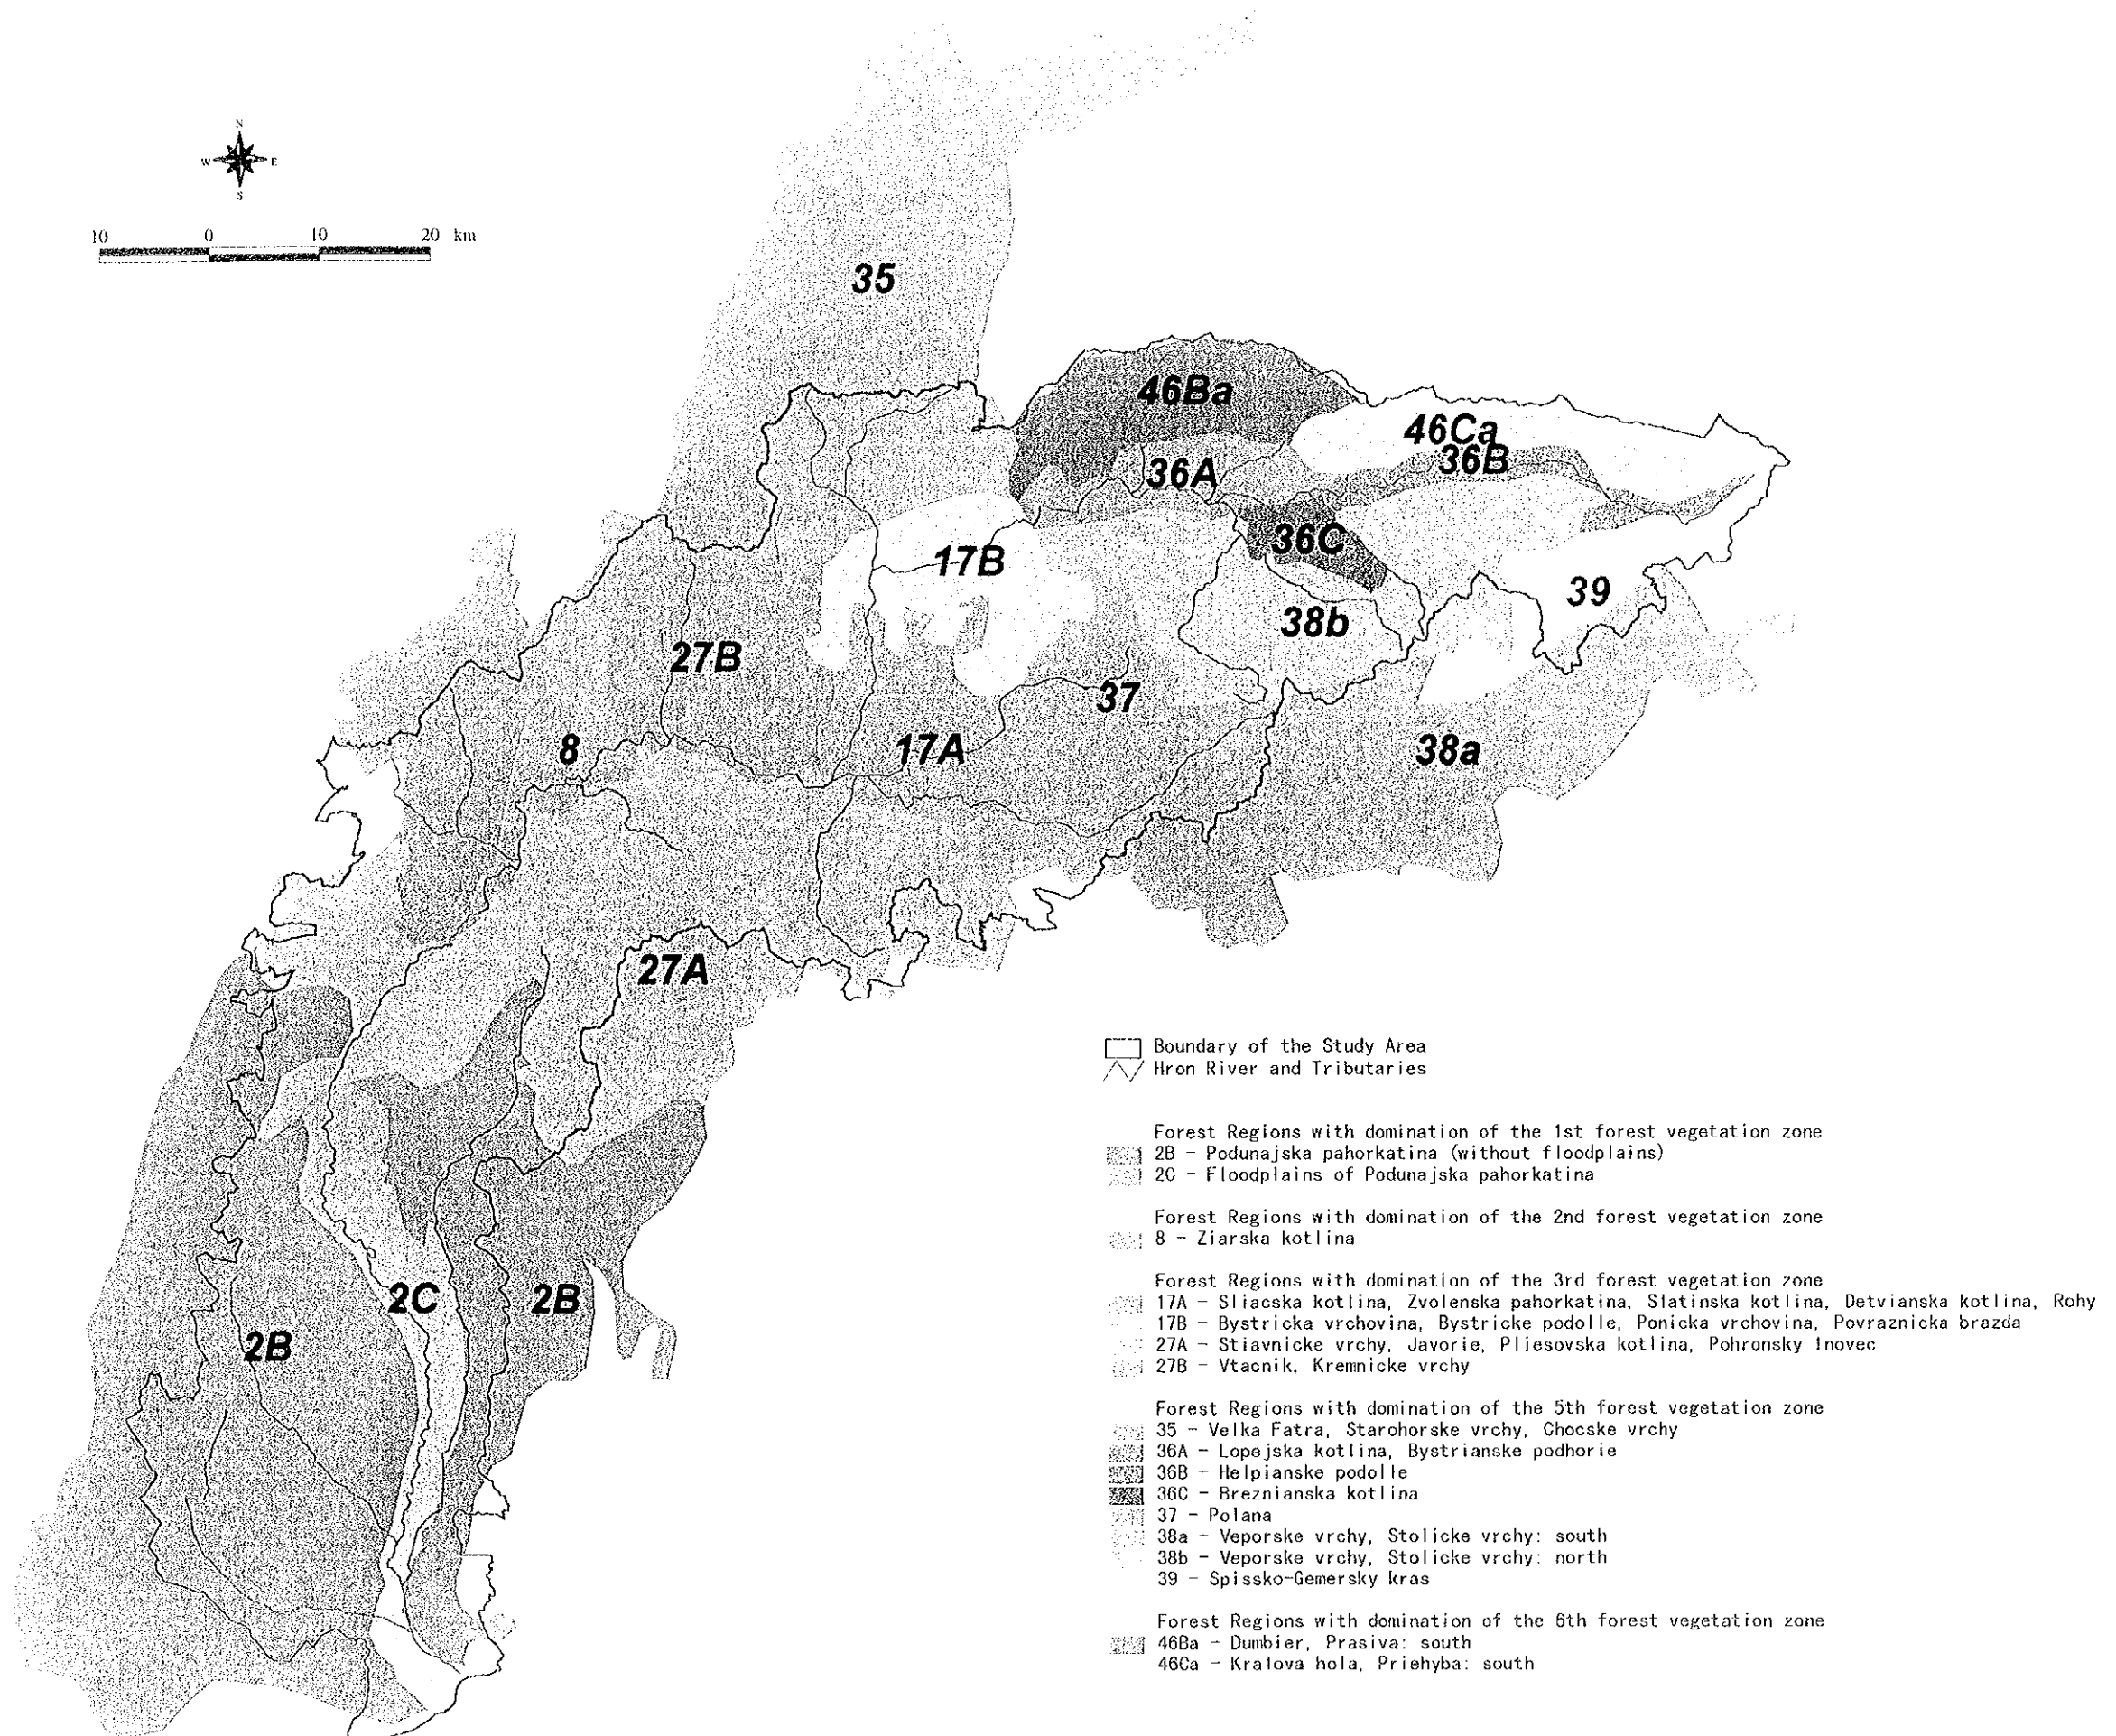 N
W E
S
10 0 10 20 km
35
46Ba
46Ca
36B
36A
36C
17B
39
38b
27B
37
8
17A
38a
27A
2C
2B
2B
Boundary of the Study Area
Hron River and Tributaries
Forest Regions with domination of the 1st forest vegetation zone
2B - Podunajska pahorkatina (without floodplains)
2C - Floodplains of Podunajska pahorkatina
Forest Regions with domination of the 2nd forest vegetation zone
8 - Ziarska kotlina
Forest Regions with domination of the 3rd forest vegetation zone
17A - Sliacska kotlina, Zvolenska pahorkatina, Slatinska kotlina, Detvianska kotlina, Rohy
17B - Bystricka vrchovina, Bystricke podolle, Ponicka vrchovina, Povraznicka brazda
27A - Stiavnicke vrchy, Javorie, Pliesovska kotlina, Pohronsky Inovec
27B - Vtacnik, Kremnicke vrchy
Forest Regions with domination of the 5th forest vegetation zone
35 - Velka Fatra, Starohorske vrchy, Chocske vrchy
36A - Lopejska kotlina, Bystrianske podhorie
36B - Helpianske podolle
36C - Breznianska kotlina
37 - Polana
38a - Veporske vrchy, Stolicke vrchy: south
38b - Veporske vrchy, Stolicke vrchy: north
39 - Spissko-Gemersky kras
Forest Regions with domination of the 6th forest vegetation zone
46Ba - Dumbier, Prasiva: south
46Ca - Kralova hola, Priehyba: south